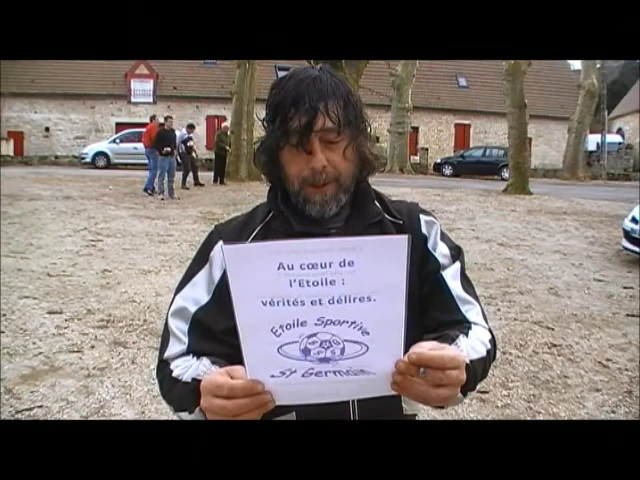 Au cœur de
l'Etoile :
vérités et délires.
Etoile Sportive
St Germain